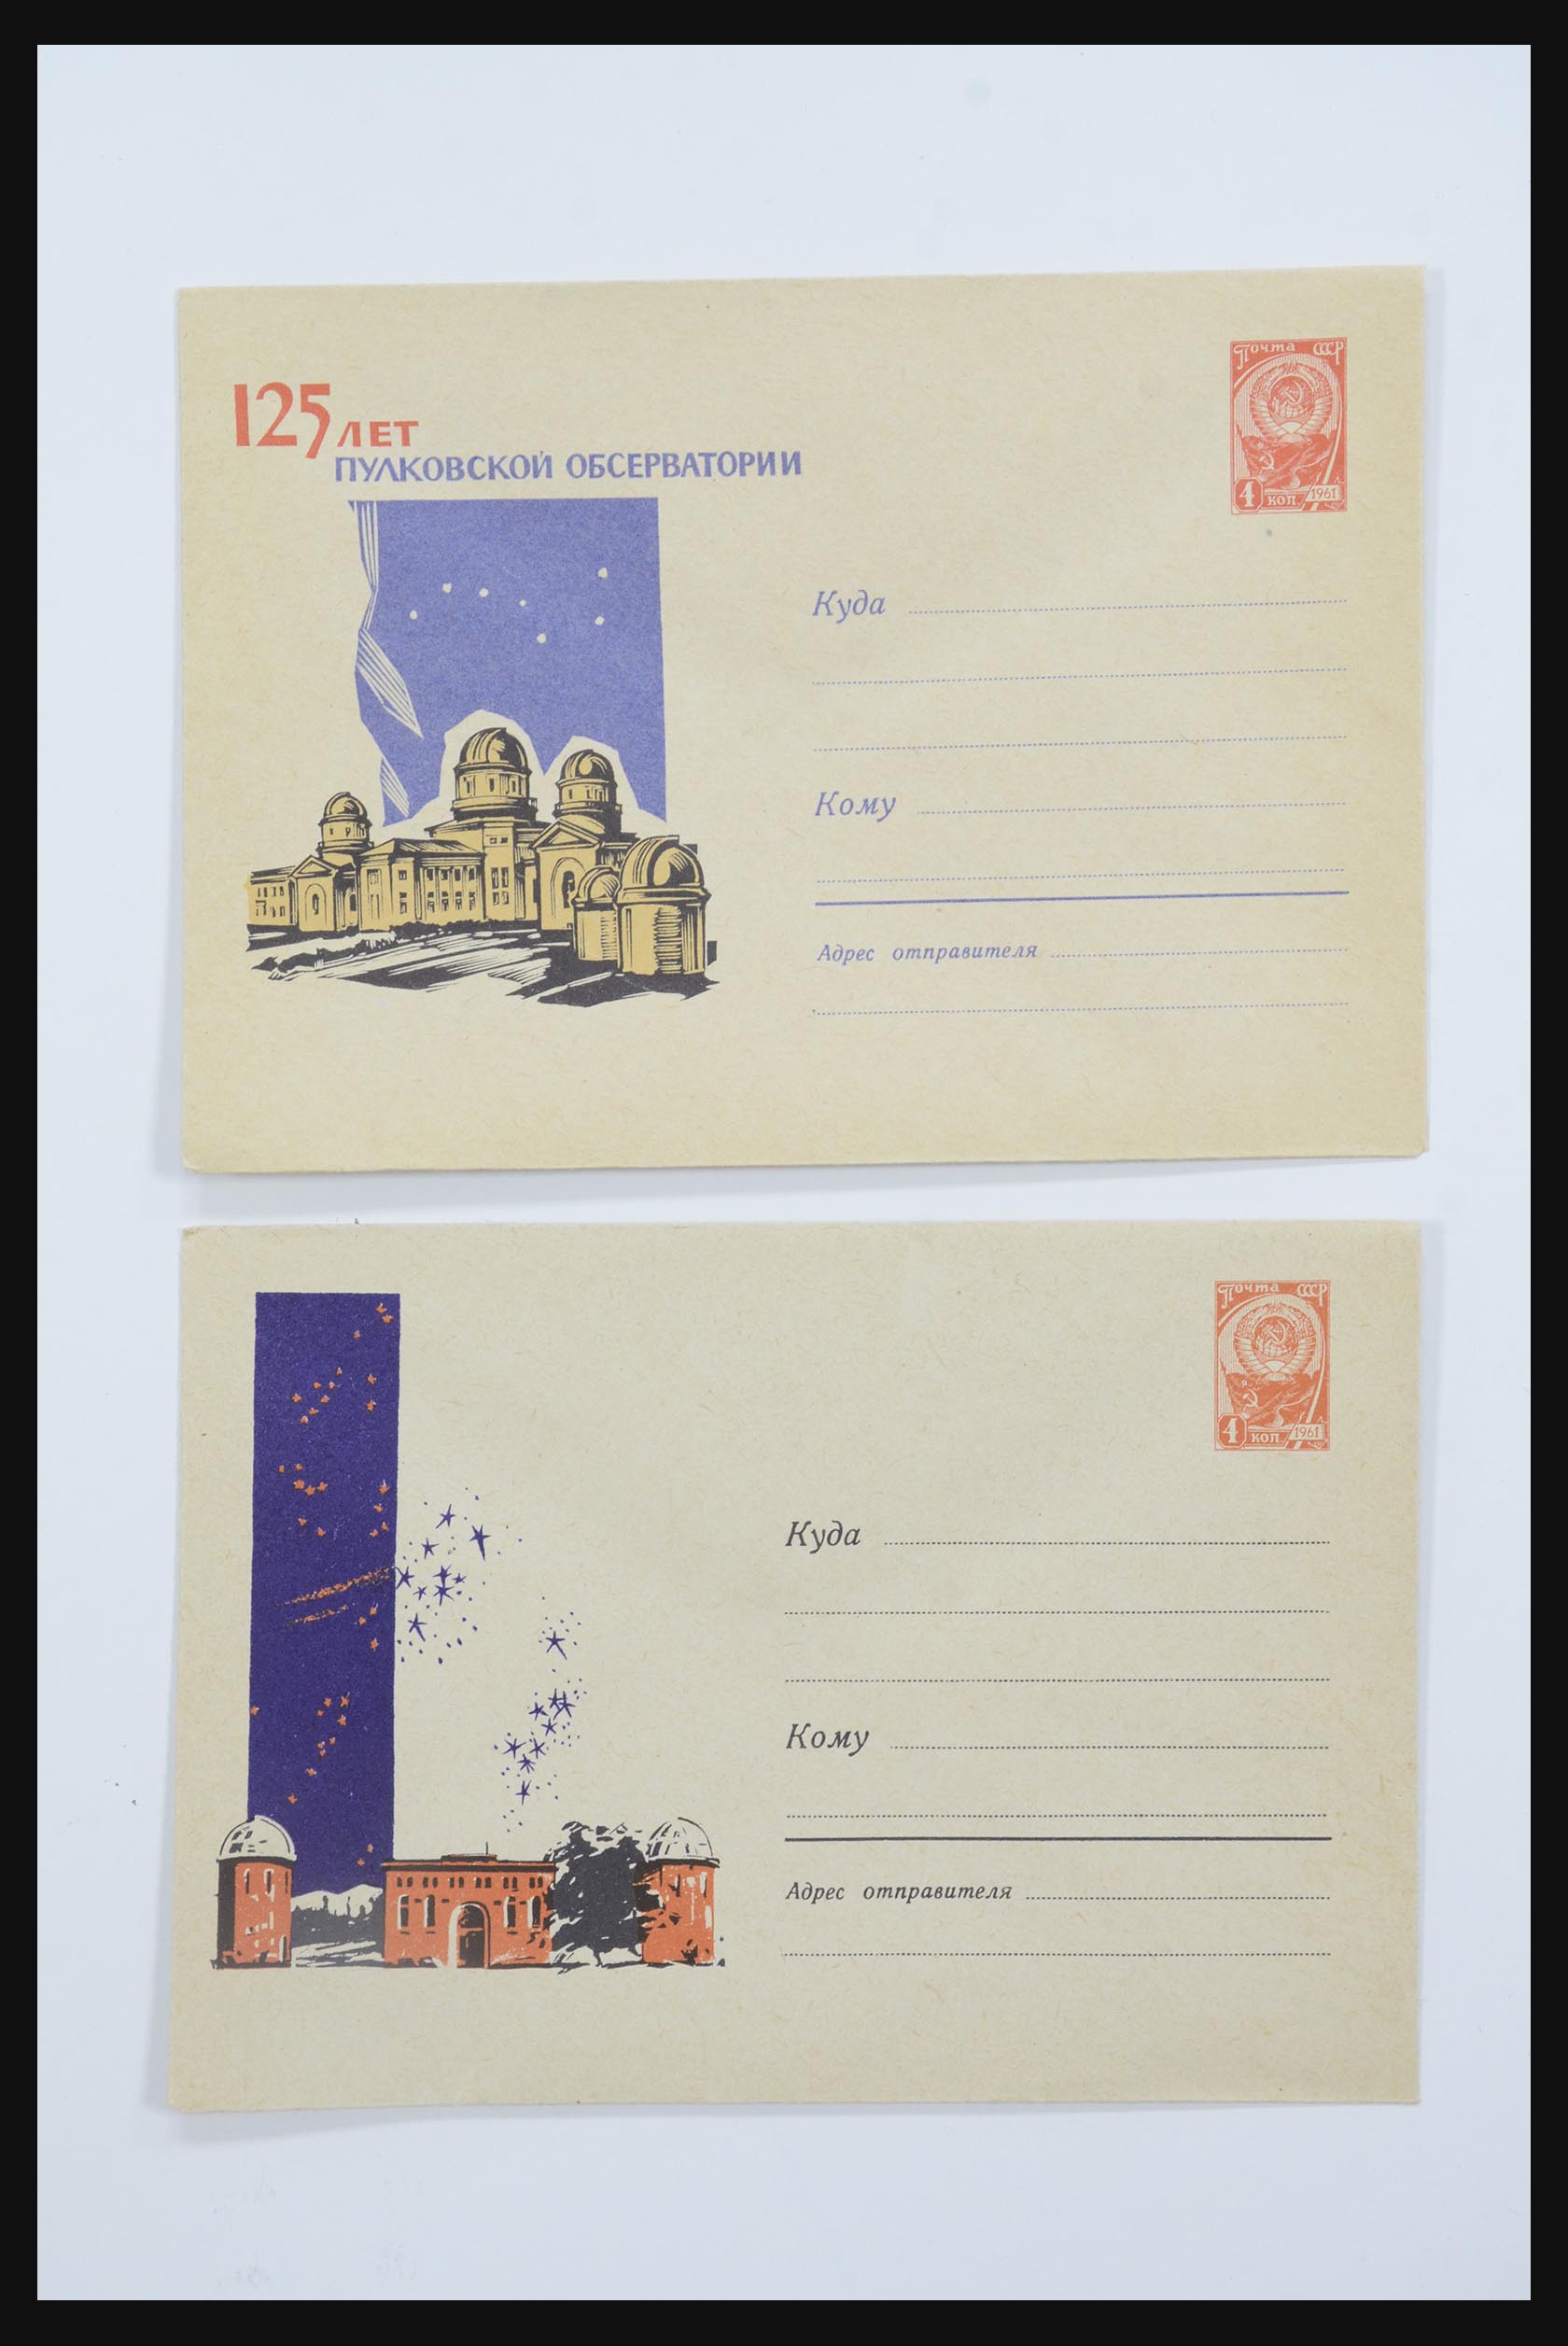 125 ЛЕТ
ПУЛКОВСКОЙ ОБСЕРВАТОРИИ
Почта СССР
4 коп. 1961
Куда
Кому
Адрес отправителя
Почта СССР
4 коп. 1961
Куда
Кому
Адрес отправителя